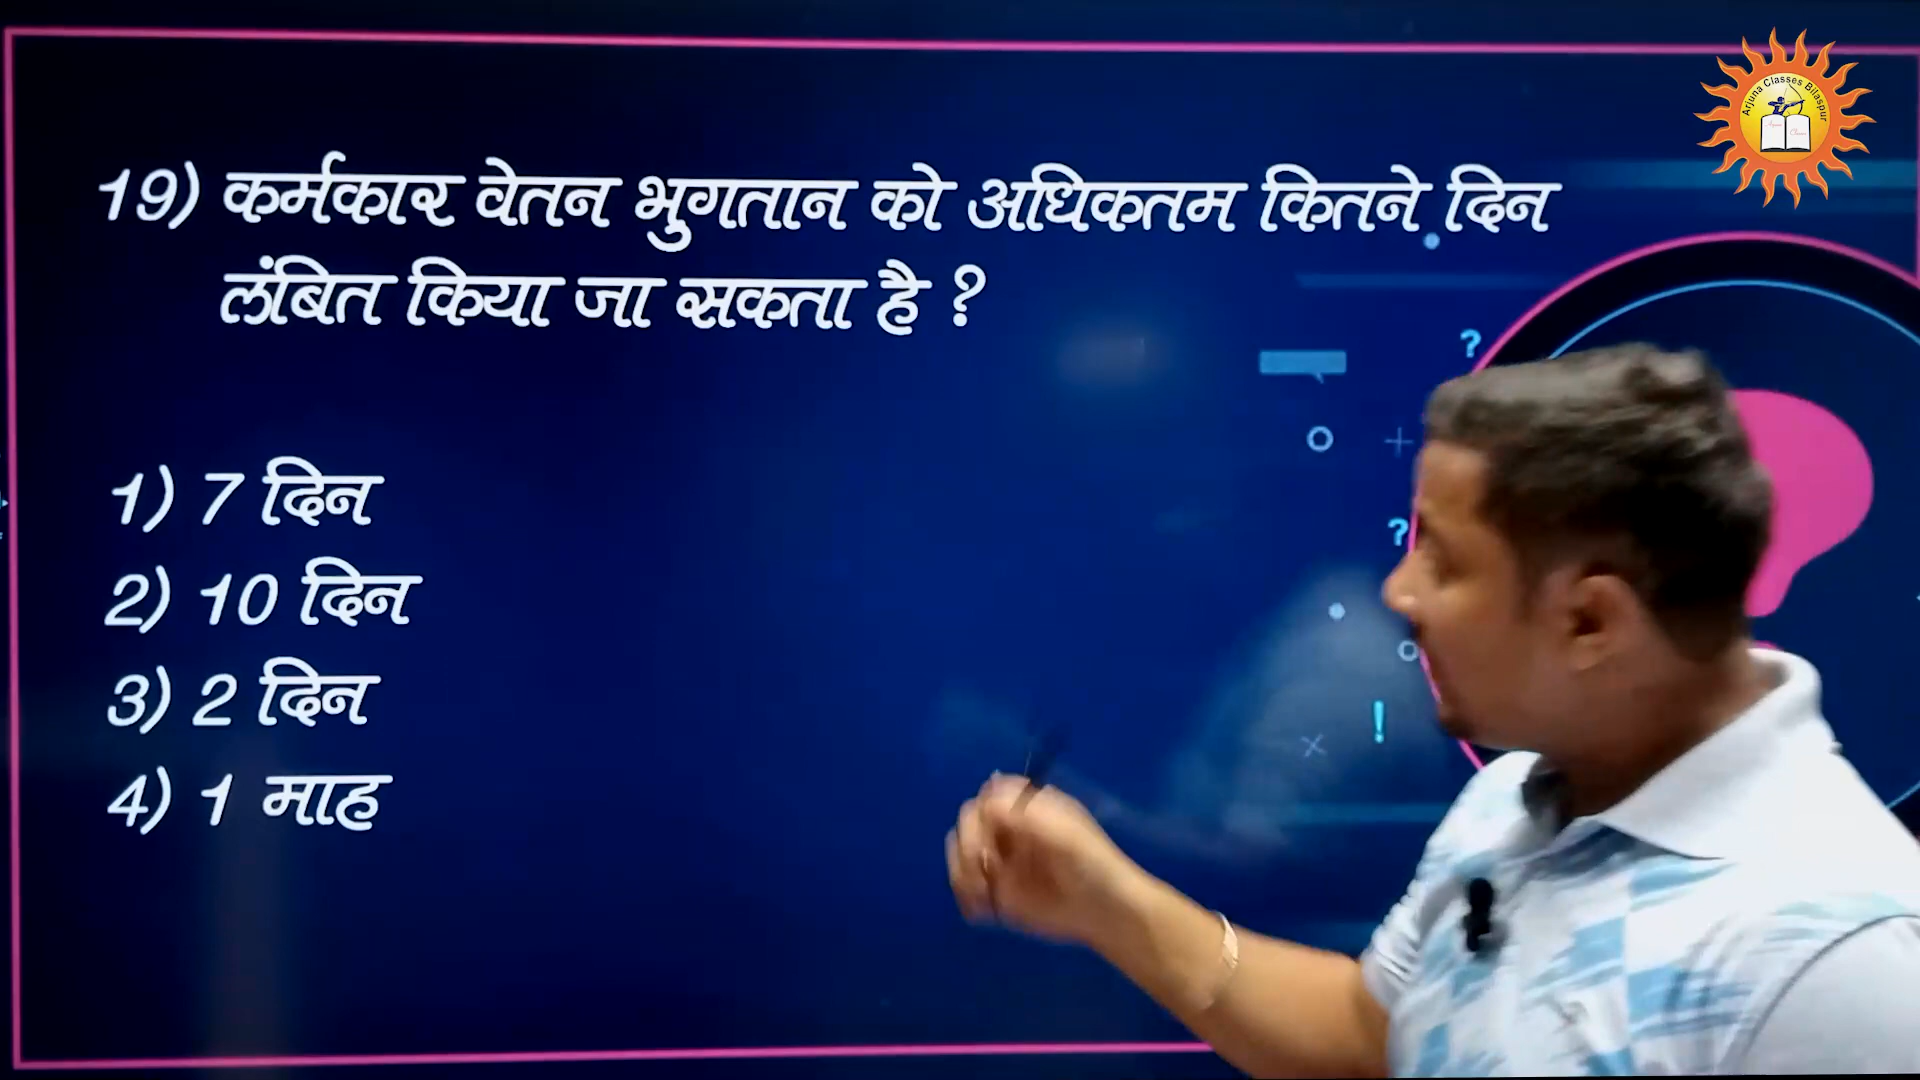 Arjuna Classes Bilaspur
19) कर्मकार वेतन भुगतान को अधिकतम कितने दिन
लंबित किया जा सकता है ?
1) 7 दिन
2) 10 दिन
3) 2 दिन
4) 1 माह